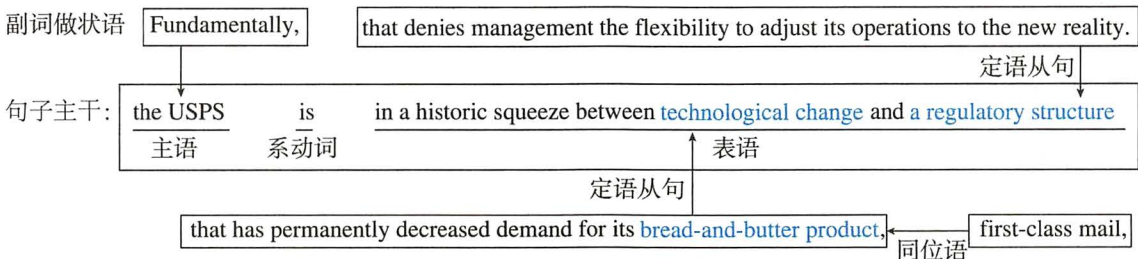 副词做状语 Fundamentally, that denies management the flexibility to adjust its operations to the new reality.
定语从句
句子主干: the USPS is in a historic squeeze between technological change and a regulatory structure
主语 系动词 表语
定语从句
that has permanently decreased demand for its bread-and-butter product, first-class mail,
同位语